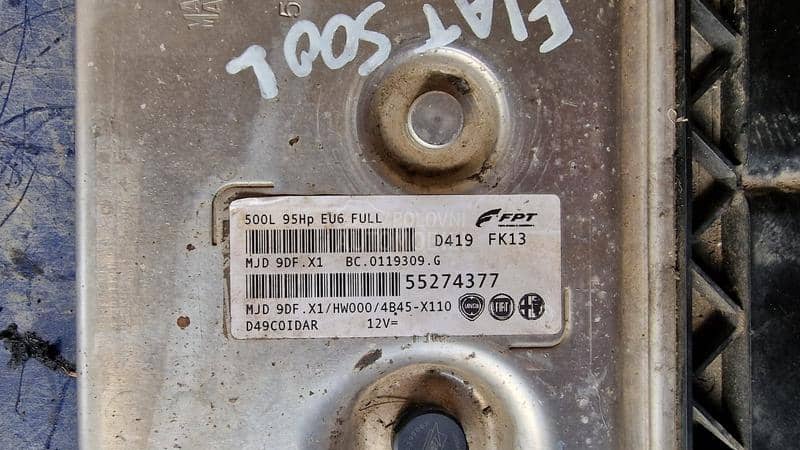 FIAT 500L
500L 95Hp EU6 FULL
FPT
D419 FK13
MJD 9DF.X1 BC.0119309.G
55274377
MJD 9DF.X1/HW000/4B45-X110
D49COIDAR 12V=
POLOVNI